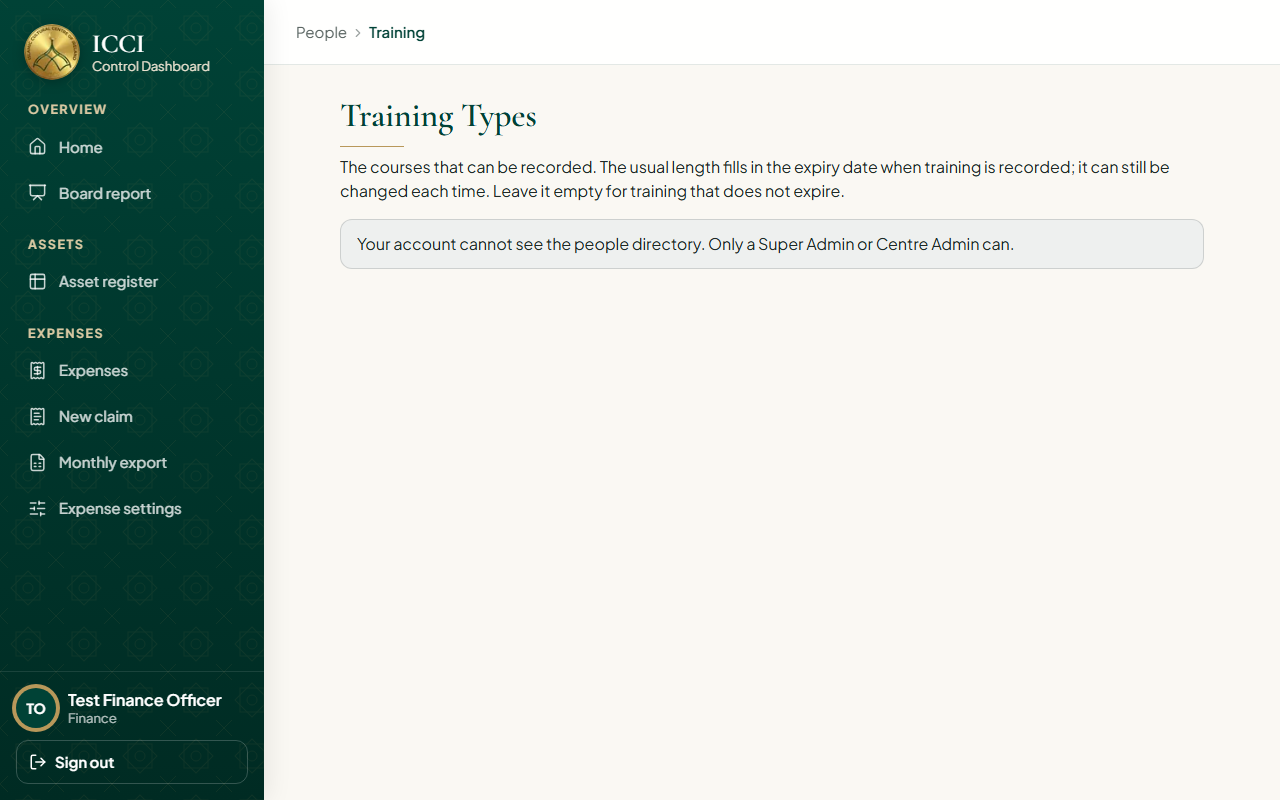 ICCI
Control Dashboard
OVERVIEW
Home
Board report
ASSETS
Asset register
EXPENSES
Expenses
New claim
Monthly export
Expense settings
TO
Test Finance Officer
Finance
Sign out
People > Training
Training Types
The courses that can be recorded. The usual length fills in the expiry date when training is recorded; it can still be
changed each time. Leave it empty for training that does not expire.
Your account cannot see the people directory. Only a Super Admin or Centre Admin can.